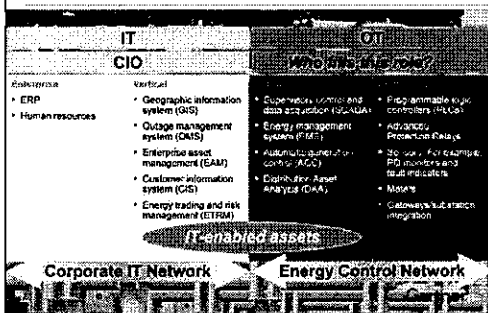 IT
OT
CIO
Who fills this role?
Enterprise
Vertical
• ERP
• Human resources
• Geographic information
system (GIS)
• Outage management
system (OMS)
• Enterprise asset
management (EAM)
• Customer information
system (CIS)
• Energy trading and risk
management (ETRM)
• Supervisory control and
data acquisition (SCADA)
• Energy management
system (EMS)
• Automatic generation
control (AGC)
• Distribution Asset
Analysis (DAA)
• Programmable logic
controllers (PLCs)
• Advanced
Protection Relays
• Sensors. For example,
PD monitors and
fault indicators
• Meters
• Gateways/substation
integration
IT-enabled assets
Corporate IT Network
Energy Control Network
Gartner